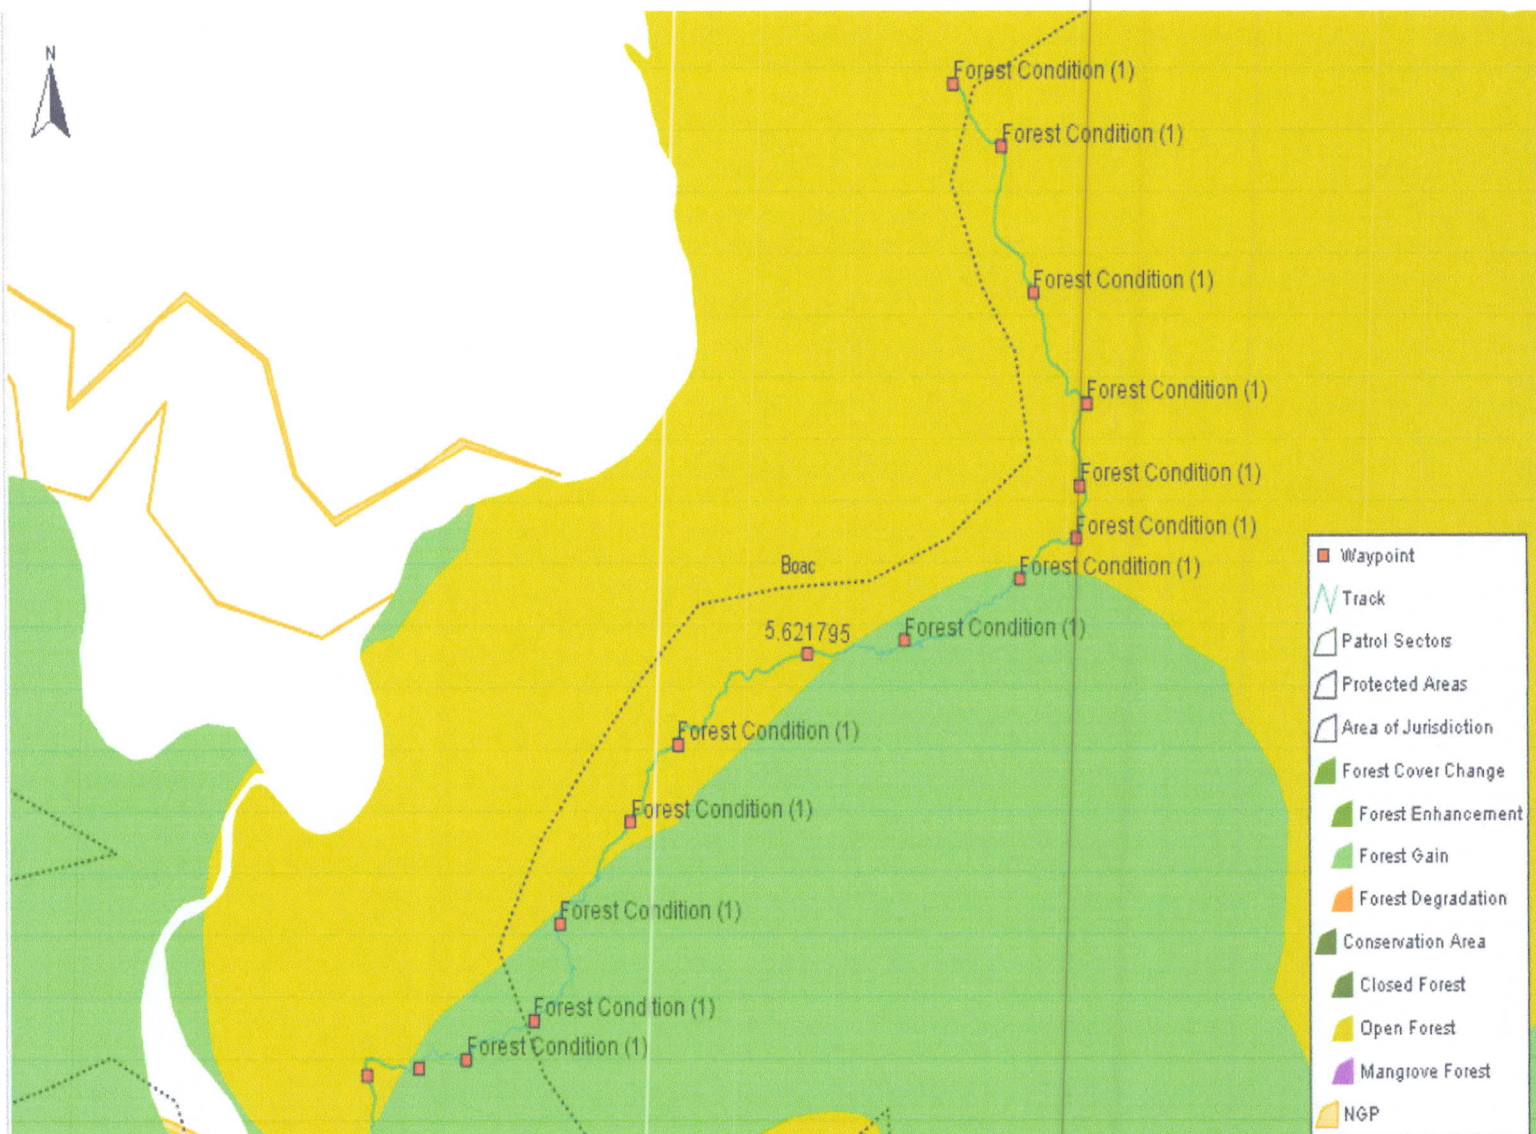 N
Forest Condition (1)
Forest Condition (1)
Forest Condition (1)
Forest Condition (1)
Forest Condition (1)
Forest Condition (1)
Forest Condition (1)
Boac
5.621795
Forest Condition (1)
Forest Condition (1)
Forest Condition (1)
Forest Condition (1)
Forest Condition (1)
Forest Condition (1)
Waypoint
Track
Patrol Sectors
Protected Areas
Area of Jurisdiction
Forest Cover Change
Forest Enhancement
Forest Gain
Forest Degradation
Conservation Area
Closed Forest
Open Forest
Mangrove Forest
NGP